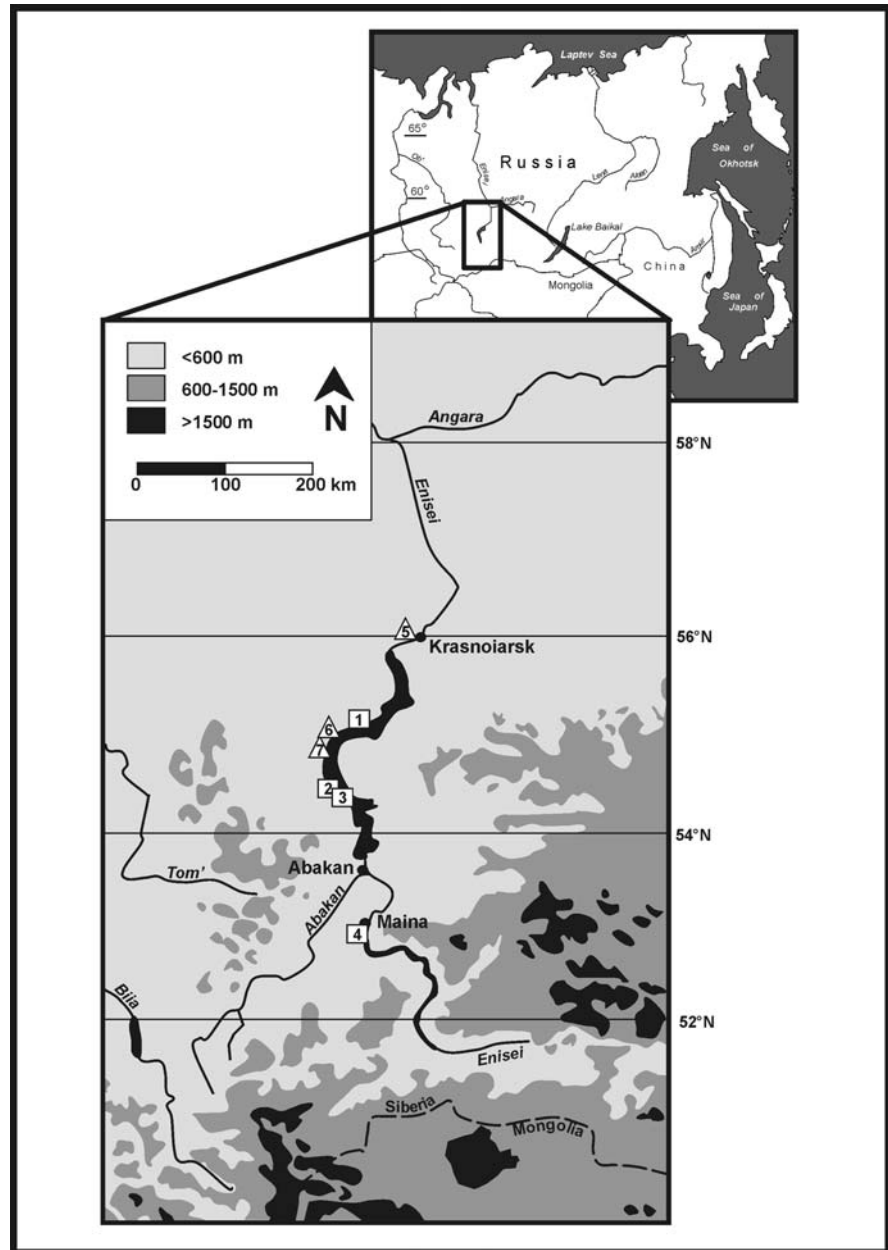 Laptev Sea
65°
Ob'
Russia
Sea of
Okhotsk
60°
Enisey
Lena
Aldan
Angara
Lake Baikal
Amur
China
Mongolia
Sea of
Japan
<600 m
600-1500 m
>1500 m
N
0 100 200 km
Angara
58°N
Enisei
5
56°N
Krasnoiarsk
1
6
7
2
3
54°N
Abakan
Tom'
Abakan
Maina
4
Biia
52°N
Enisei
Siberia
Mongolia